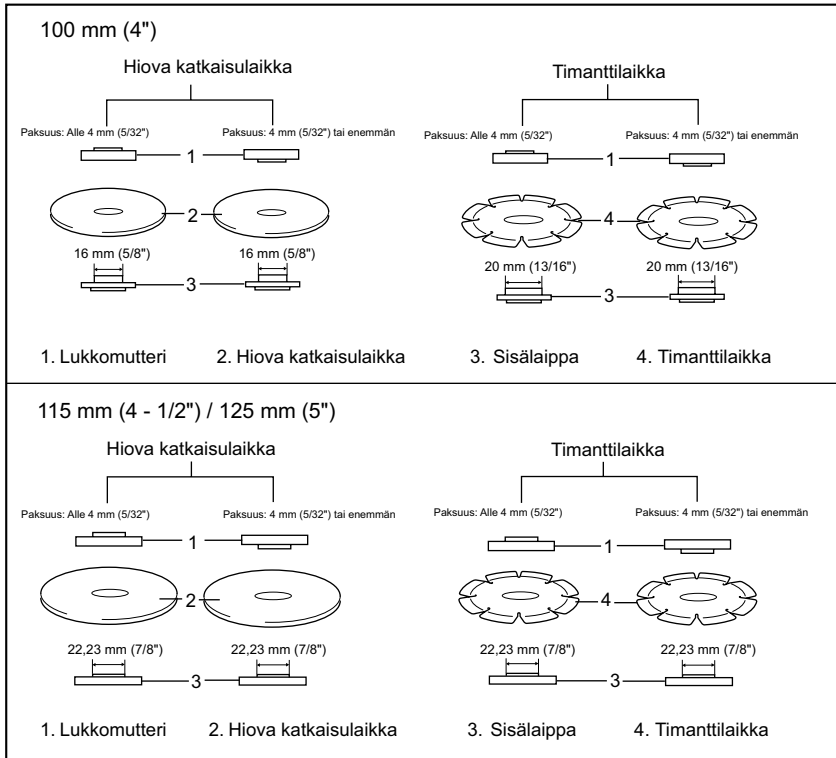 100 mm (4")
Hiova katkaisulaikka
Timanttilaikka
Paksuus: Alle 4 mm (5/32")
Paksuus: 4 mm (5/32") tai enemmän
Paksuus: Alle 4 mm (5/32")
Paksuus: 4 mm (5/32") tai enemmän
1
1
2
4
16 mm (5/8")
16 mm (5/8")
20 mm (13/16")
20 mm (13/16")
3
3
1. Lukkomutteri
2. Hiova katkaisulaikka
3. Sisälaippa
4. Timanttilaikka
115 mm (4 - 1/2") / 125 mm (5")
Hiova katkaisulaikka
Timanttilaikka
Paksuus: Alle 4 mm (5/32")
Paksuus: 4 mm (5/32") tai enemmän
Paksuus: Alle 4 mm (5/32")
Paksuus: 4 mm (5/32") tai enemmän
1
1
2
4
22,23 mm (7/8")
22,23 mm (7/8")
22,23 mm (7/8")
22,23 mm (7/8")
3
3
1. Lukkomutteri
2. Hiova katkaisulaikka
3. Sisälaippa
4. Timanttilaikka